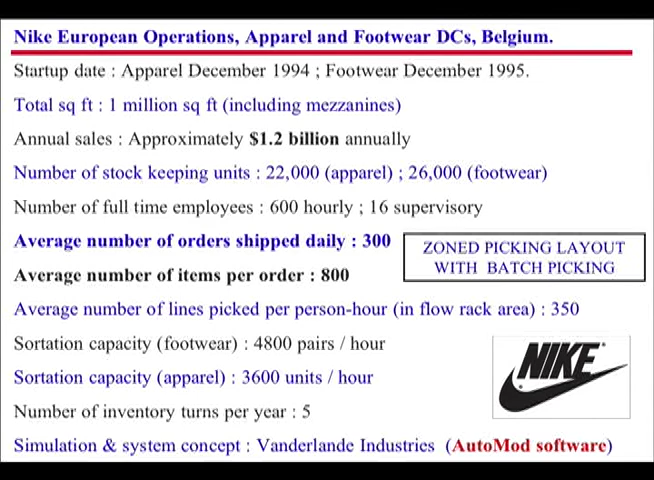 Nike European Operations, Apparel and Footwear DCs, Belgium.
Startup date : Apparel December 1994 ; Footwear December 1995.
Total sq ft : 1 million sq ft (including mezzanines)
Annual sales : Approximately $1.2 billion annually
Number of stock keeping units : 22,000 (apparel) ; 26,000 (footwear)
Number of full time employees : 600 hourly ; 16 supervisory
Average number of orders shipped daily : 300
ZONED PICKING LAYOUT
WITH BATCH PICKING
Average number of items per order : 800
Average number of lines picked per person-hour (in flow rack area) : 350
Sortation capacity (footwear) : 4800 pairs / hour
Sortation capacity (apparel) : 3600 units / hour
NIKE
Number of inventory turns per year : 5
Simulation & system concept : Vanderlande Industries (AutoMod software)